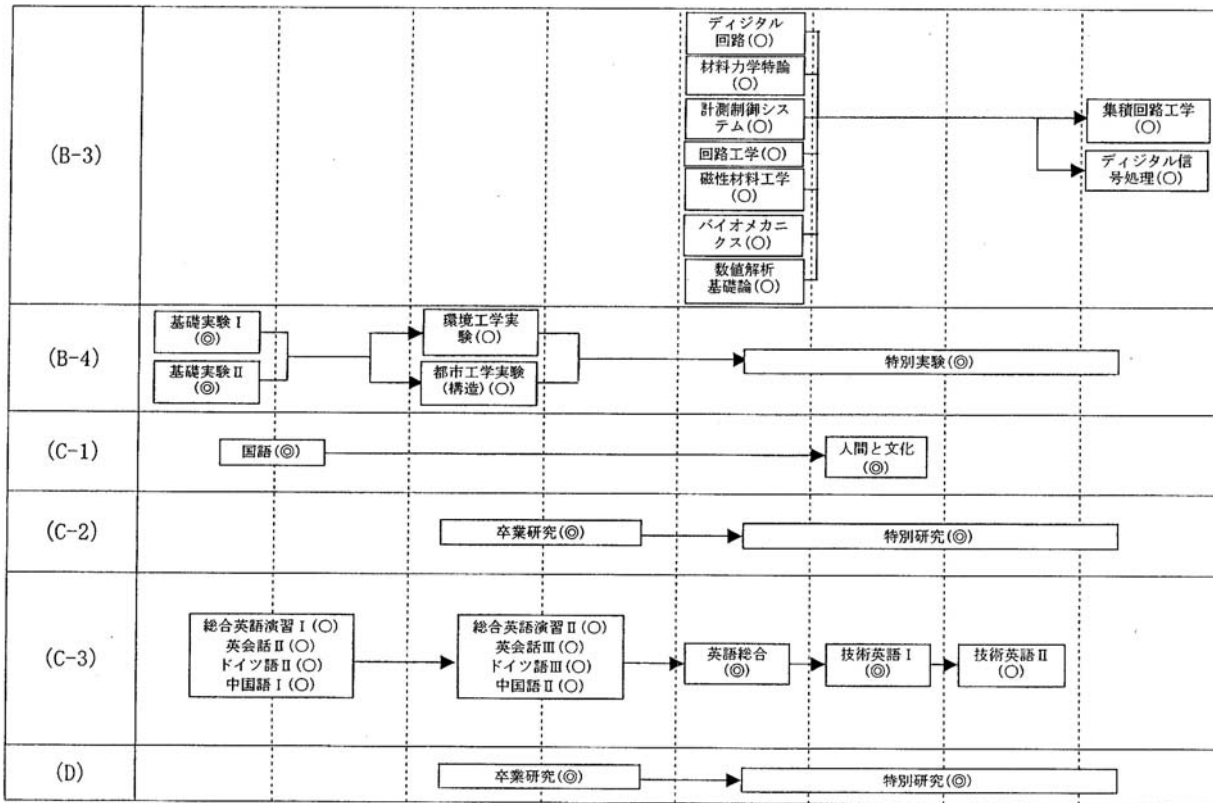 (B-3)
ディジタル
回路(○)
材料力学特論
(○)
計測制御シス
テム(○)
回路工学(○)
磁性材料工学
(○)
バイオメカニ
クス(○)
数値解析
基礎論(○)
集積回路工学
(○)
ディジタル信
号処理(○)
(B-4)
基礎実験Ⅰ
(◎)
基礎実験Ⅱ
(◎)
環境工学実
験(○)
都市工学実験
(構造)(○)
特別実験(◎)
(C-1)
国語(◎)
人間と文化
(◎)
(C-2)
卒業研究(◎)
特別研究(◎)
(C-3)
総合英語演習Ⅰ(○)
英会話Ⅱ(○)
ドイツ語Ⅱ(○)
中国語Ⅰ(○)
総合英語演習Ⅱ(○)
英会話Ⅲ(○)
ドイツ語Ⅲ(○)
中国語Ⅱ(○)
英語総合
(◎)
技術英語Ⅰ
(◎)
技術英語Ⅱ
(○)
(D)
卒業研究(◎)
特別研究(◎)